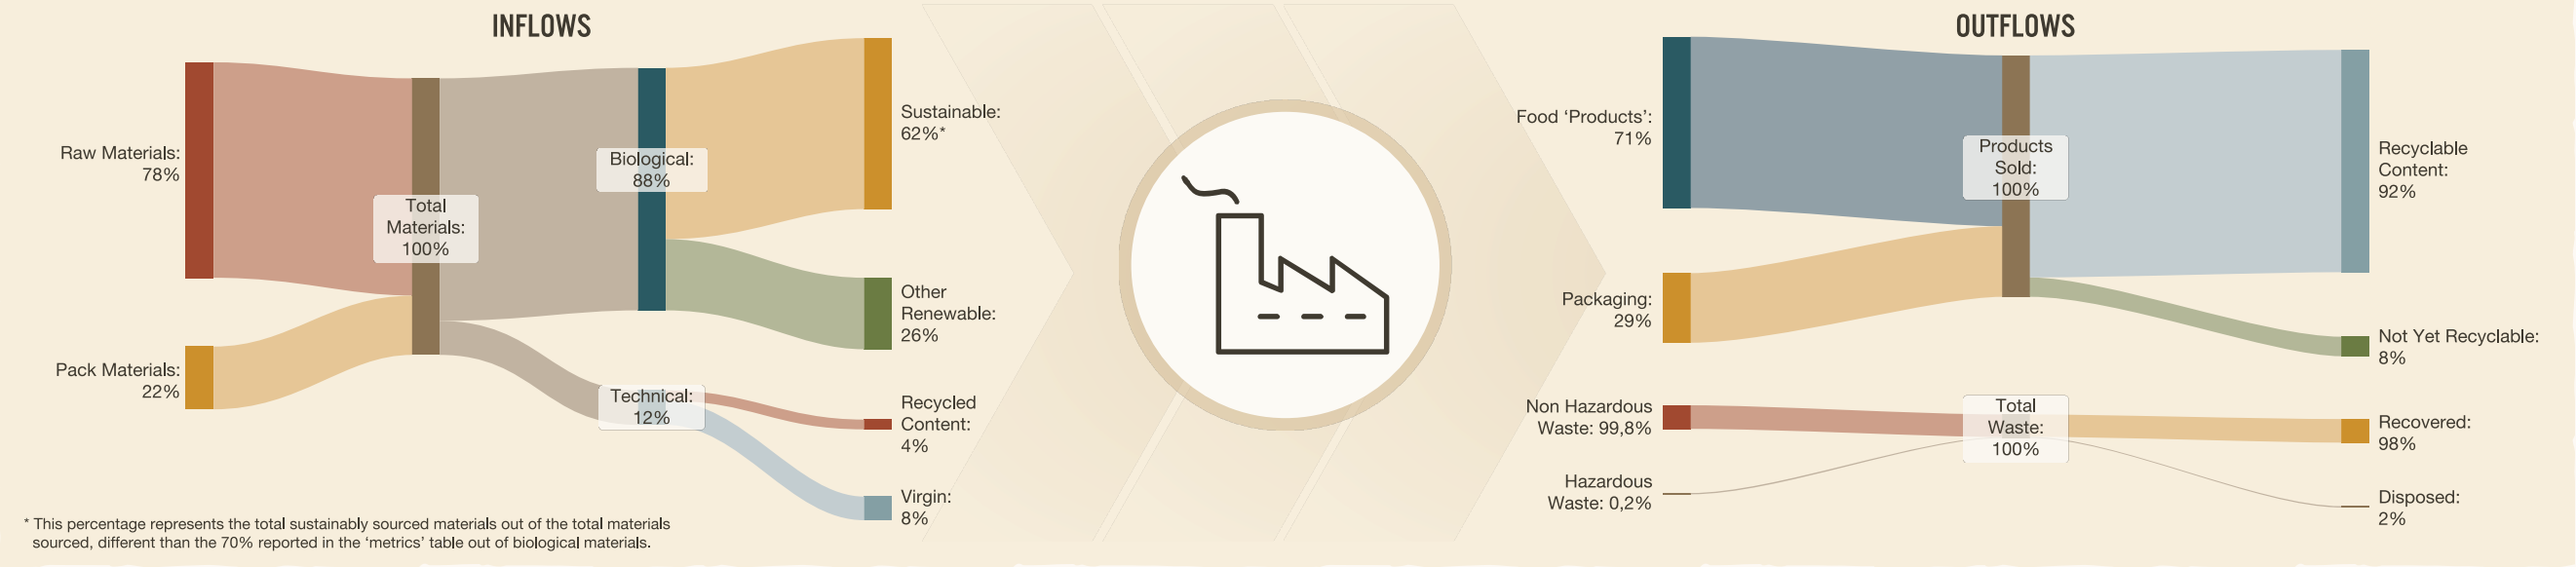 INFLOWS
Raw Materials:
78%
Pack Materials:
22%
Total
Materials:
100%
Biological:
88%
Technical:
12%
Sustainable:
62%*
Other
Renewable:
26%
Recycled
Content:
4%
Virgin:
8%
* This percentage represents the total sustainably sourced materials out of the total materials
sourced, different than the 70% reported in the ‘metrics’ table out of biological materials.
OUTFLOWS
Food ‘Products’:
71%
Packaging:
29%
Non Hazardous
Waste: 99,8%
Hazardous
Waste: 0,2%
Products
Sold:
100%
Total
Waste:
100%
Recyclable
Content:
92%
Not Yet Recyclable:
8%
Recovered:
98%
Disposed:
2%